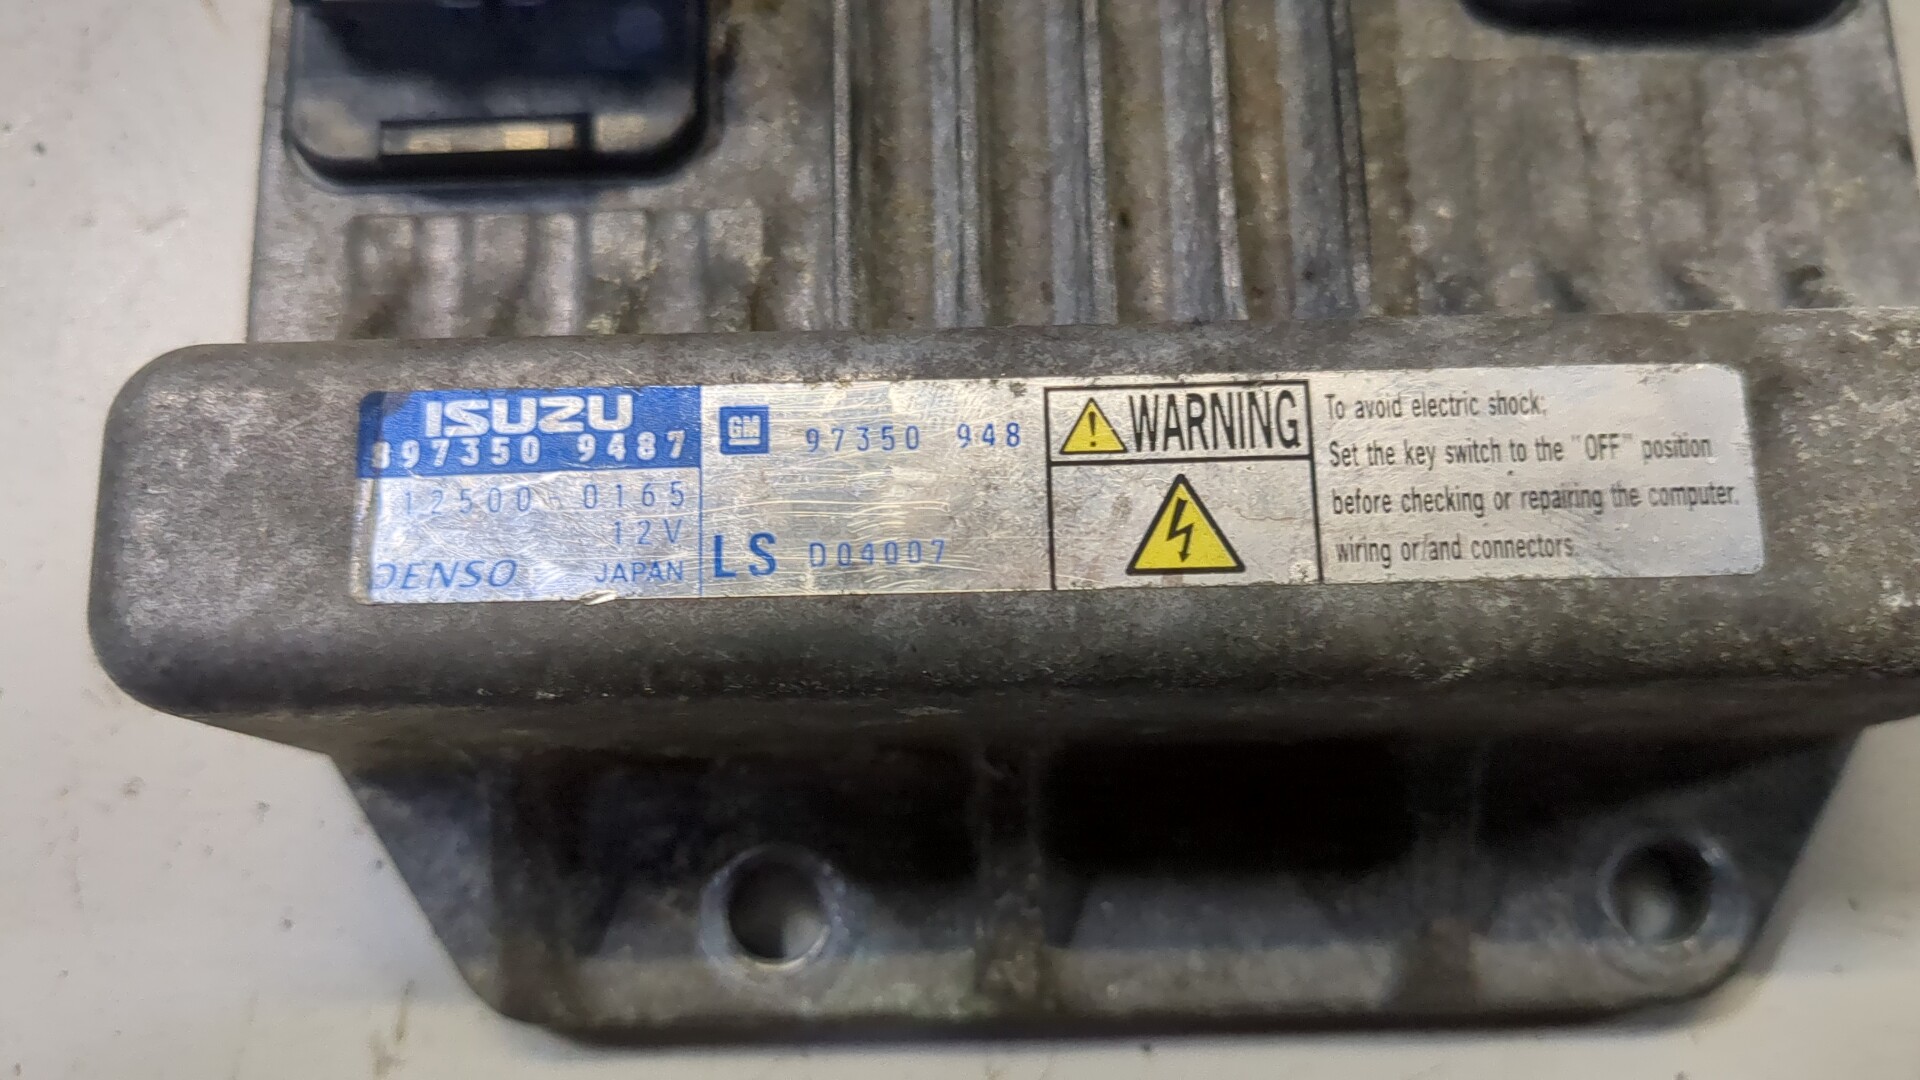 ISUZU
897350 9487
112500 0165
12V
DENSO JAPAN
GM 97350 948
LS D04007
WARNING
To avoid electric shock;
Set the key switch to the "OFF" position
before checking or repairing the computer.
wiring or/and connectors.